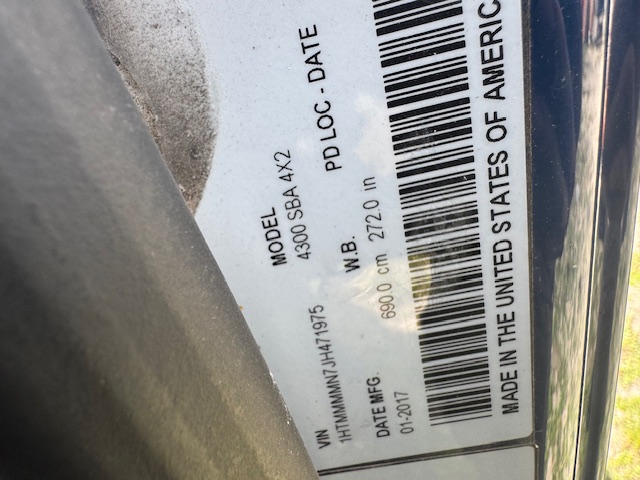 VIN MODEL
1HTMMMMN7JH471975 4300 SBA 4X2
DATE MFG. W.B. PD LOC - DATE
01-2017 690.0 cm 272.0 in
MADE IN THE UNITED STATES OF AMERIC